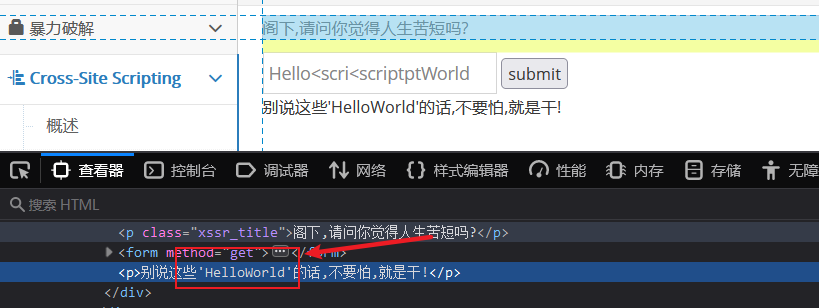 暴力破解
阁下,请问你觉得人生苦短吗?
Cross-Site Scripting
Hello<scri<scriptptWorld
submit
别说这些'HelloWorld'的话,不要怕,就是干!
概述
查看器 控制台 调试器 网络 样式编辑器 性能 内存 存储 无障
搜索 HTML
<p class="xssr_title">阁下,请问你觉得人生苦短吗?</p>
<form method="get"></form>
<p>别说这些'HelloWorld'的话,不要怕,就是干!</p>
</div>